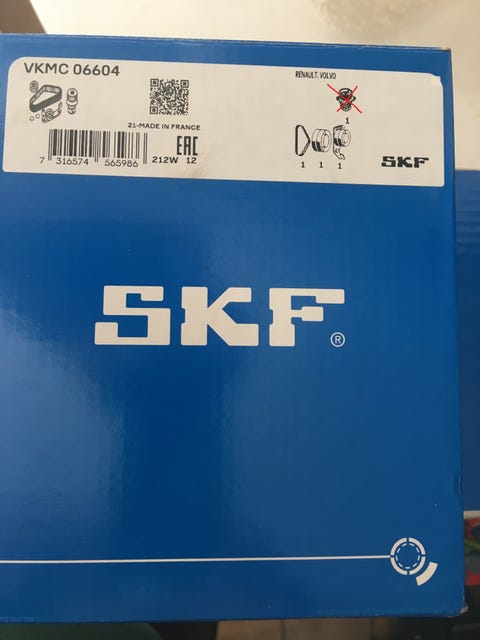 VKMC 06604
RENAULT, VOLVO
1
21-MADE IN FRANCE
EAC
7 316574 565986
212W 12
1 1 1
SKF
SKF®